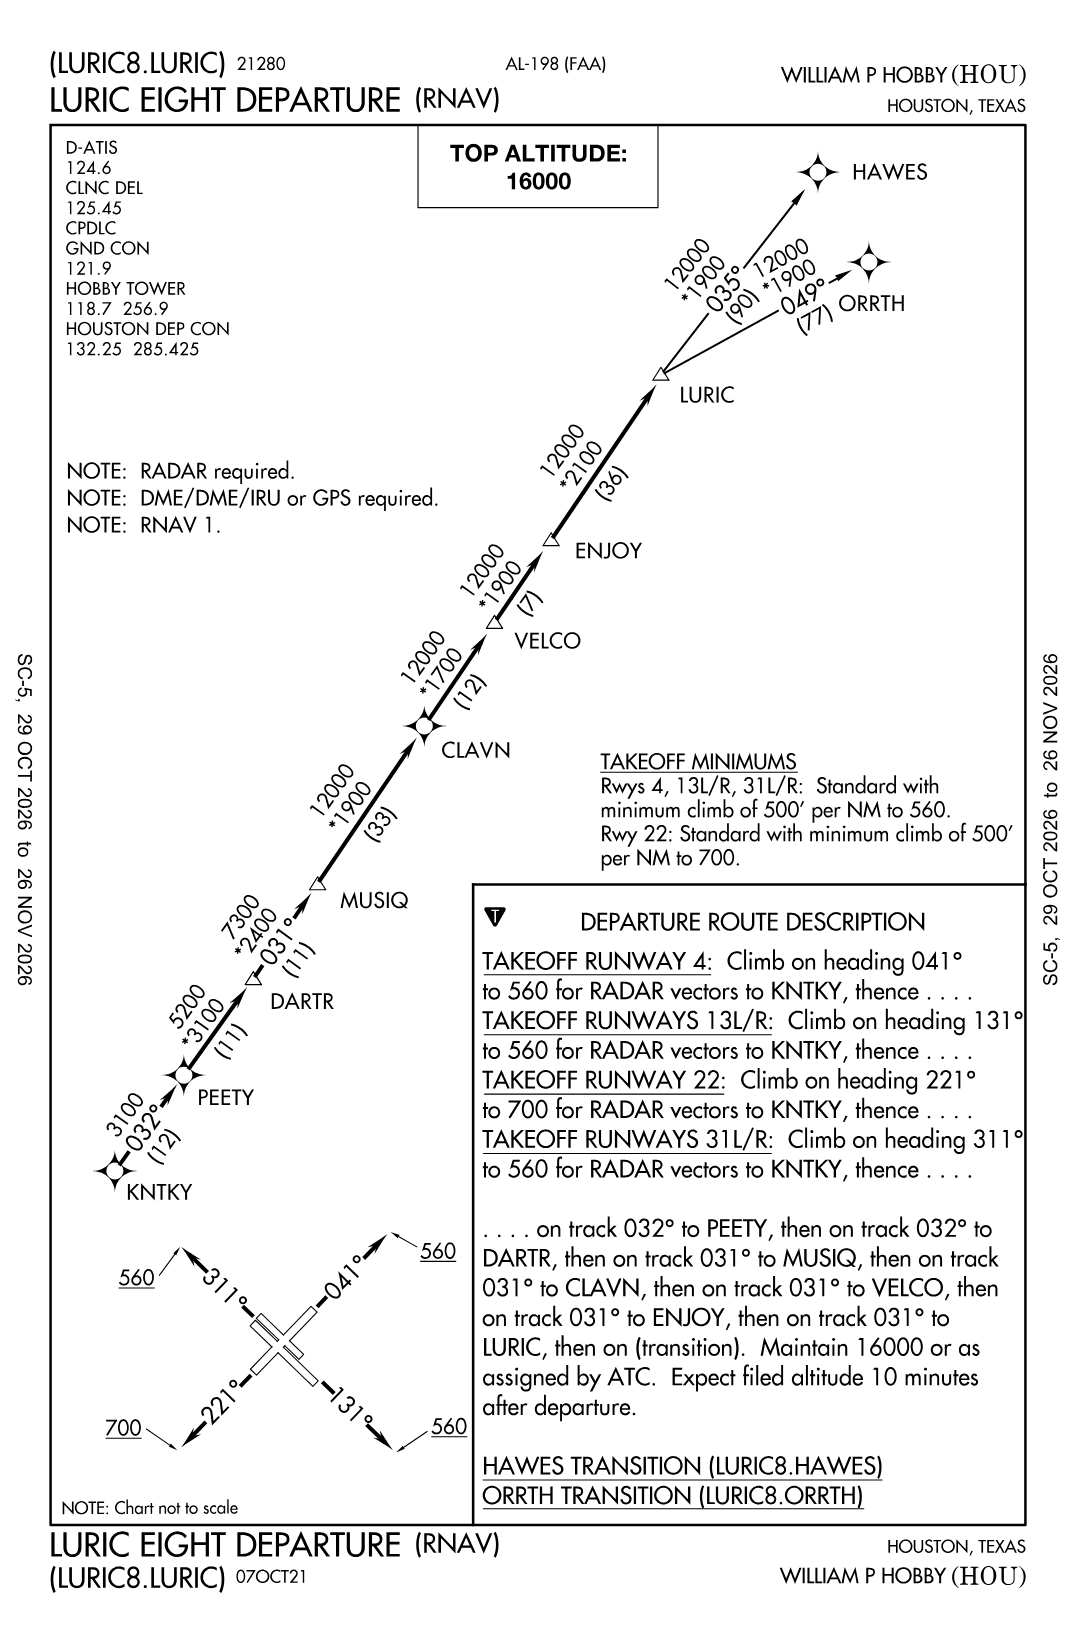 (LURIC8.LURIC) 21280
AL-198 (FAA)
WILLIAM P HOBBY (HOU)
LURIC EIGHT DEPARTURE (RNAV)
HOUSTON, TEXAS
D-ATIS
124.6
CLNC DEL
125.45
CPDLC
GND CON
121.9
HOBBY TOWER
118.7 256.9
HOUSTON DEP CON
132.25 285.425
TOP ALTITUDE:
16000
HAWES
12000
*1900
035°
(90)
12000
*1900
049°
(77)
ORRTH
LURIC
12000
*2100
(36)
NOTE: RADAR required.
NOTE: DME/DME/IRU or GPS required.
NOTE: RNAV 1.
ENJOY
12000
*1900
(7)
VELCO
12000
*1700
(12)
CLAVN
12000
*1900
(33)
MUSIQ
7300
*2400
031°
(11)
DARTR
5200
*3100
(11)
PEETY
3100
032°
(12)
KNTKY
TAKEOFF MINIMUMS
Rwys 4, 13L/R, 31L/R: Standard with
minimum climb of 500' per NM to 560.
Rwy 22: Standard with minimum climb of 500'
per NM to 700.
T
DEPARTURE ROUTE DESCRIPTION
TAKEOFF RUNWAY 4: Climb on heading 041°
to 560 for RADAR vectors to KNTKY, thence . . . .
TAKEOFF RUNWAYS 13L/R: Climb on heading 131°
to 560 for RADAR vectors to KNTKY, thence . . . .
TAKEOFF RUNWAY 22: Climb on heading 221°
to 700 for RADAR vectors to KNTKY, thence . . . .
TAKEOFF RUNWAYS 31L/R: Climb on heading 311°
to 560 for RADAR vectors to KNTKY, thence . . . .
. . . . on track 032° to PEETY, then on track 032° to
DARTR, then on track 031° to MUSIQ, then on track
031° to CLAVN, then on track 031° to VELCO, then
on track 031° to ENJOY, then on track 031° to
LURIC, then on (transition). Maintain 16000 or as
assigned by ATC. Expect filed altitude 10 minutes
after departure.
HAWES TRANSITION (LURIC8.HAWES)
ORRTH TRANSITION (LURIC8.ORRTH)
560
311°
041°
560
700
221°
131°
560
NOTE: Chart not to scale
SC-5, 29 OCT 2026 to 26 NOV 2026
SC-5, 29 OCT 2026 to 26 NOV 2026
LURIC EIGHT DEPARTURE (RNAV)
HOUSTON, TEXAS
(LURIC8.LURIC) 07OCT21
WILLIAM P HOBBY (HOU)